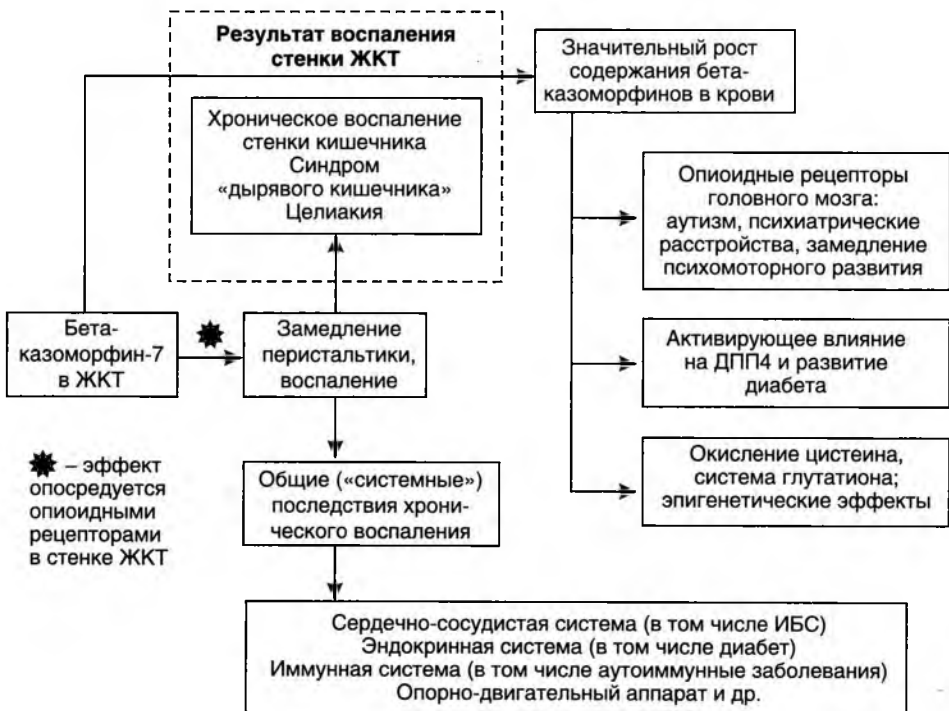 Результат воспаления
стенки ЖКТ
Значительный рост
содержания бета-
казоморфинов в крови
Хроническое воспаление
стенки кишечника
Синдром
«дырявого кишечника»
Целиакия
Опиоидные рецепторы
головного мозга:
аутизм, психиатрические
расстройства, замедление
психомоторного развития
Бета-
казоморфин-7
в ЖКТ
Замедление
перистальтики,
воспаление
Активирующее влияние
на ДПП4 и развитие
диабета
– эффект
опосредуется
опиоидными
рецепторами
в стенке ЖКТ
Общие («системные»)
последствия хрони-
ческого воспаления
Окисление цистеина,
система глутатиона;
эпигенетические эффекты
Сердечно-сосудистая система (в том числе ИБС)
Эндокринная система (в том числе диабет)
Иммунная система (в том числе аутоиммунные заболевания)
Опорно-двигательный аппарат и др.